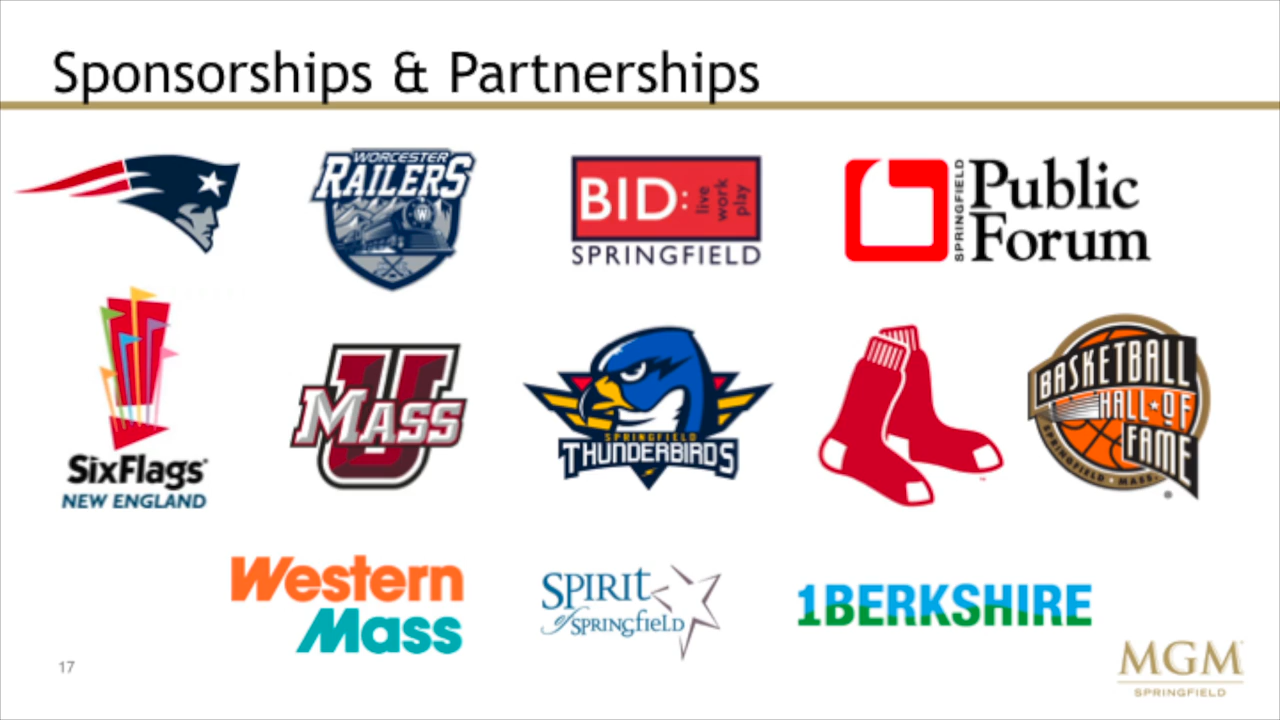 Sponsorships & Partnerships
WORCESTER
RAILERS
W
BID:
live
work
play
SPRINGFIELD
SPRINGFIELD
Public
Forum
SixFlags
NEW ENGLAND
U
MASS
SPRINGFIELD
THUNDERBIRDS
BASKETBALL
HALL OF
FAME
SPRINGFIELD • MASS.
Western
Mass
SPIRIT
of SPRINGfIELD
1BERKSHIRE
17
MGM
SPRINGFIELD